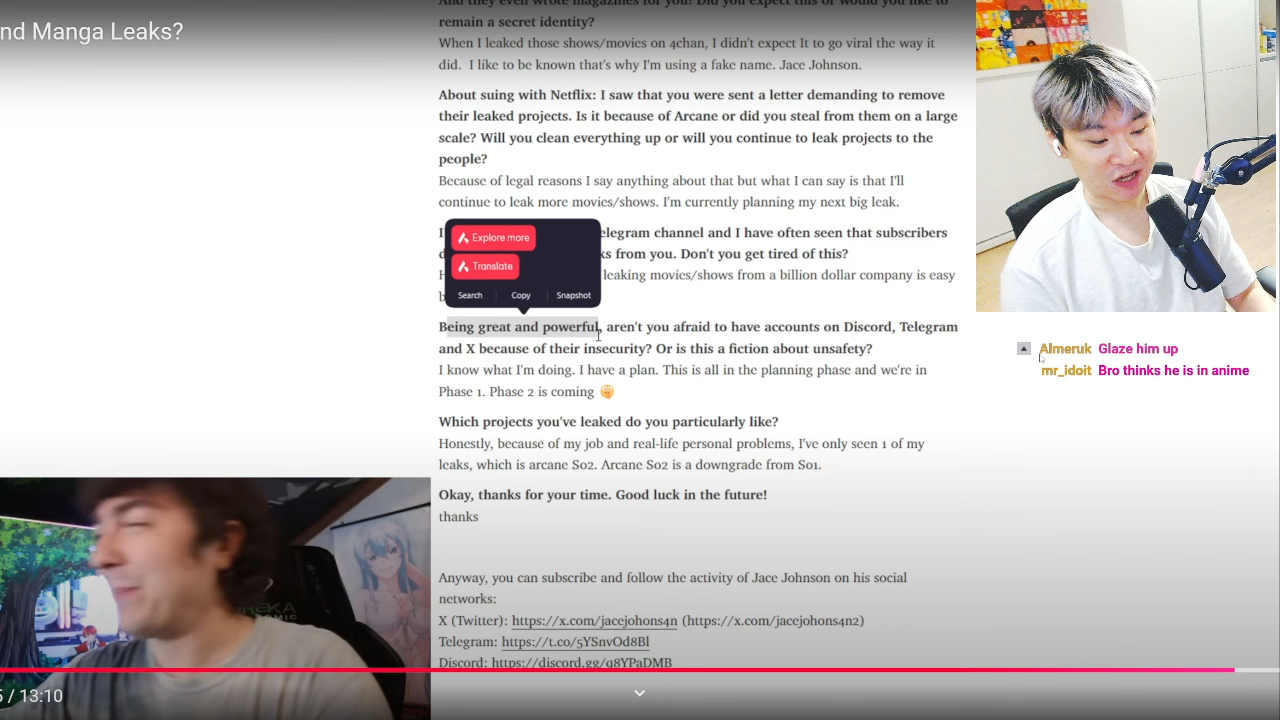 nd Manga Leaks?
And they even wrote magazines for you! Did you expect this or would you like to
remain a secret identity?
When I leaked those shows/movies on 4chan, I didn't expect It to go viral the way it
did. I like to be known that's why I'm using a fake name. Jace Johnson.
About suing with Netflix: I saw that you were sent a letter demanding to remove
their leaked projects. Is it because of Arcane or did you steal from them on a large
scale? Will you clean everything up or will you continue to leak projects to the
people?
Because of legal reasons I say anything about that but what I can say is that I'll
continue to leak more movies/shows. I'm currently planning my next big leak.
elegram channel and I have often seen that subscribers
ks from you. Don't you get tired of this?
leaking movies/shows from a billion dollar company is easy
Explore more
Translate
Search Copy Snapshot
Being great and powerful, aren't you afraid to have accounts on Discord, Telegram
and X because of their insecurity? Or is this a fiction about unsafety?
I know what I'm doing. I have a plan. This is all in the planning phase and we're in
Phase 1. Phase 2 is coming 🤫
Which projects you've leaked do you particularly like?
Honestly, because of my job and real-life personal problems, I've only seen 1 of my
leaks, which is arcane S02. Arcane S02 is a downgrade from S01.
Okay, thanks for your time. Good luck in the future!
thanks
Anyway, you can subscribe and follow the activity of Jace Johnson on his social
networks:
X (Twitter): https://x.com/jacejohons4n (https://x.com/jacejohons4n2)
Telegram: https://t.co/5YSnvOd8Bl
Discord: https://discord.gg/q8YPaDMB
5 / 13:10
Almeruk Glaze him up
mr_idoit Bro thinks he is in anime